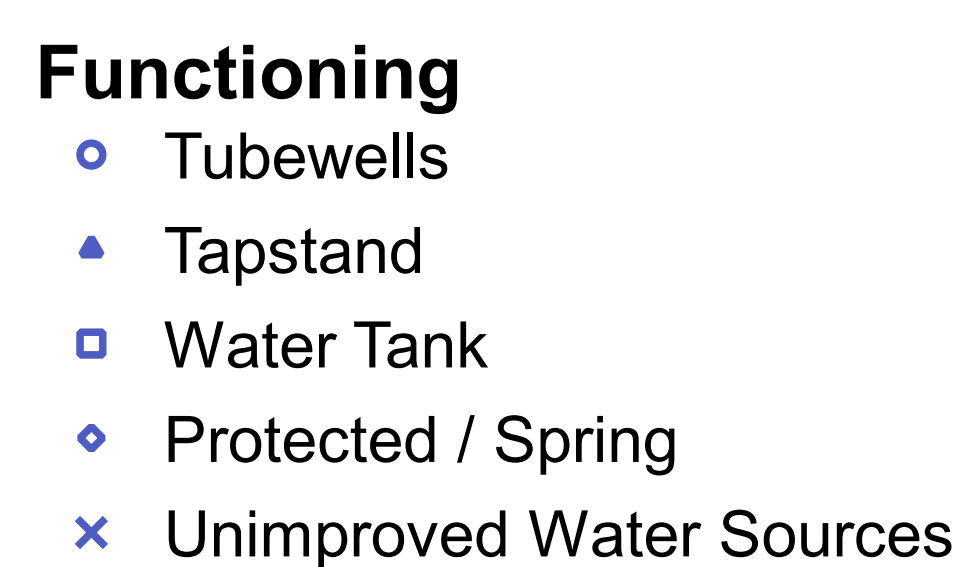 Functioning
Tubewells
Tapstand
Water Tank
Protected / Spring
Unimproved Water Sources